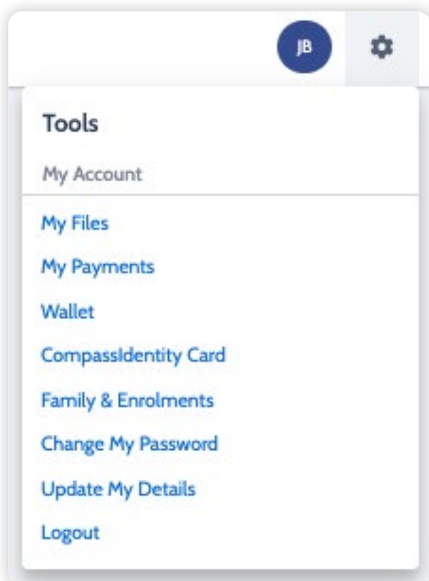 JB
Tools
My Account
My Files
My Payments
Wallet
CompassIdentity Card
Family & Enrolments
Change My Password
Update My Details
Logout